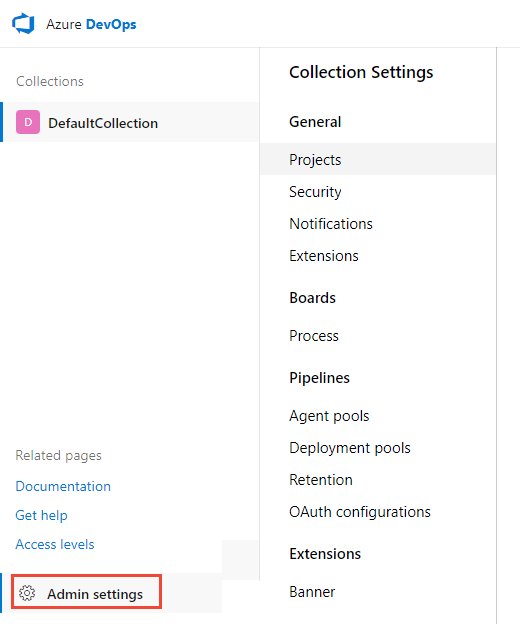 Azure DevOps
Collections
D DefaultCollection
Related pages
Documentation
Get help
Access levels
Admin settings
Collection Settings
General
Projects
Security
Notifications
Extensions
Boards
Process
Pipelines
Agent pools
Deployment pools
Retention
OAuth configurations
Extensions
Banner